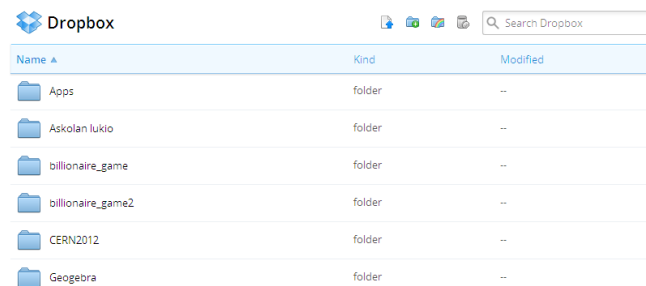 Dropbox
Search Dropbox
Name Kind Modified
Apps folder --
Askolan lukio folder --
billionaire_game folder --
billionaire_game2 folder --
CERN2012 folder --
Geogebra folder --